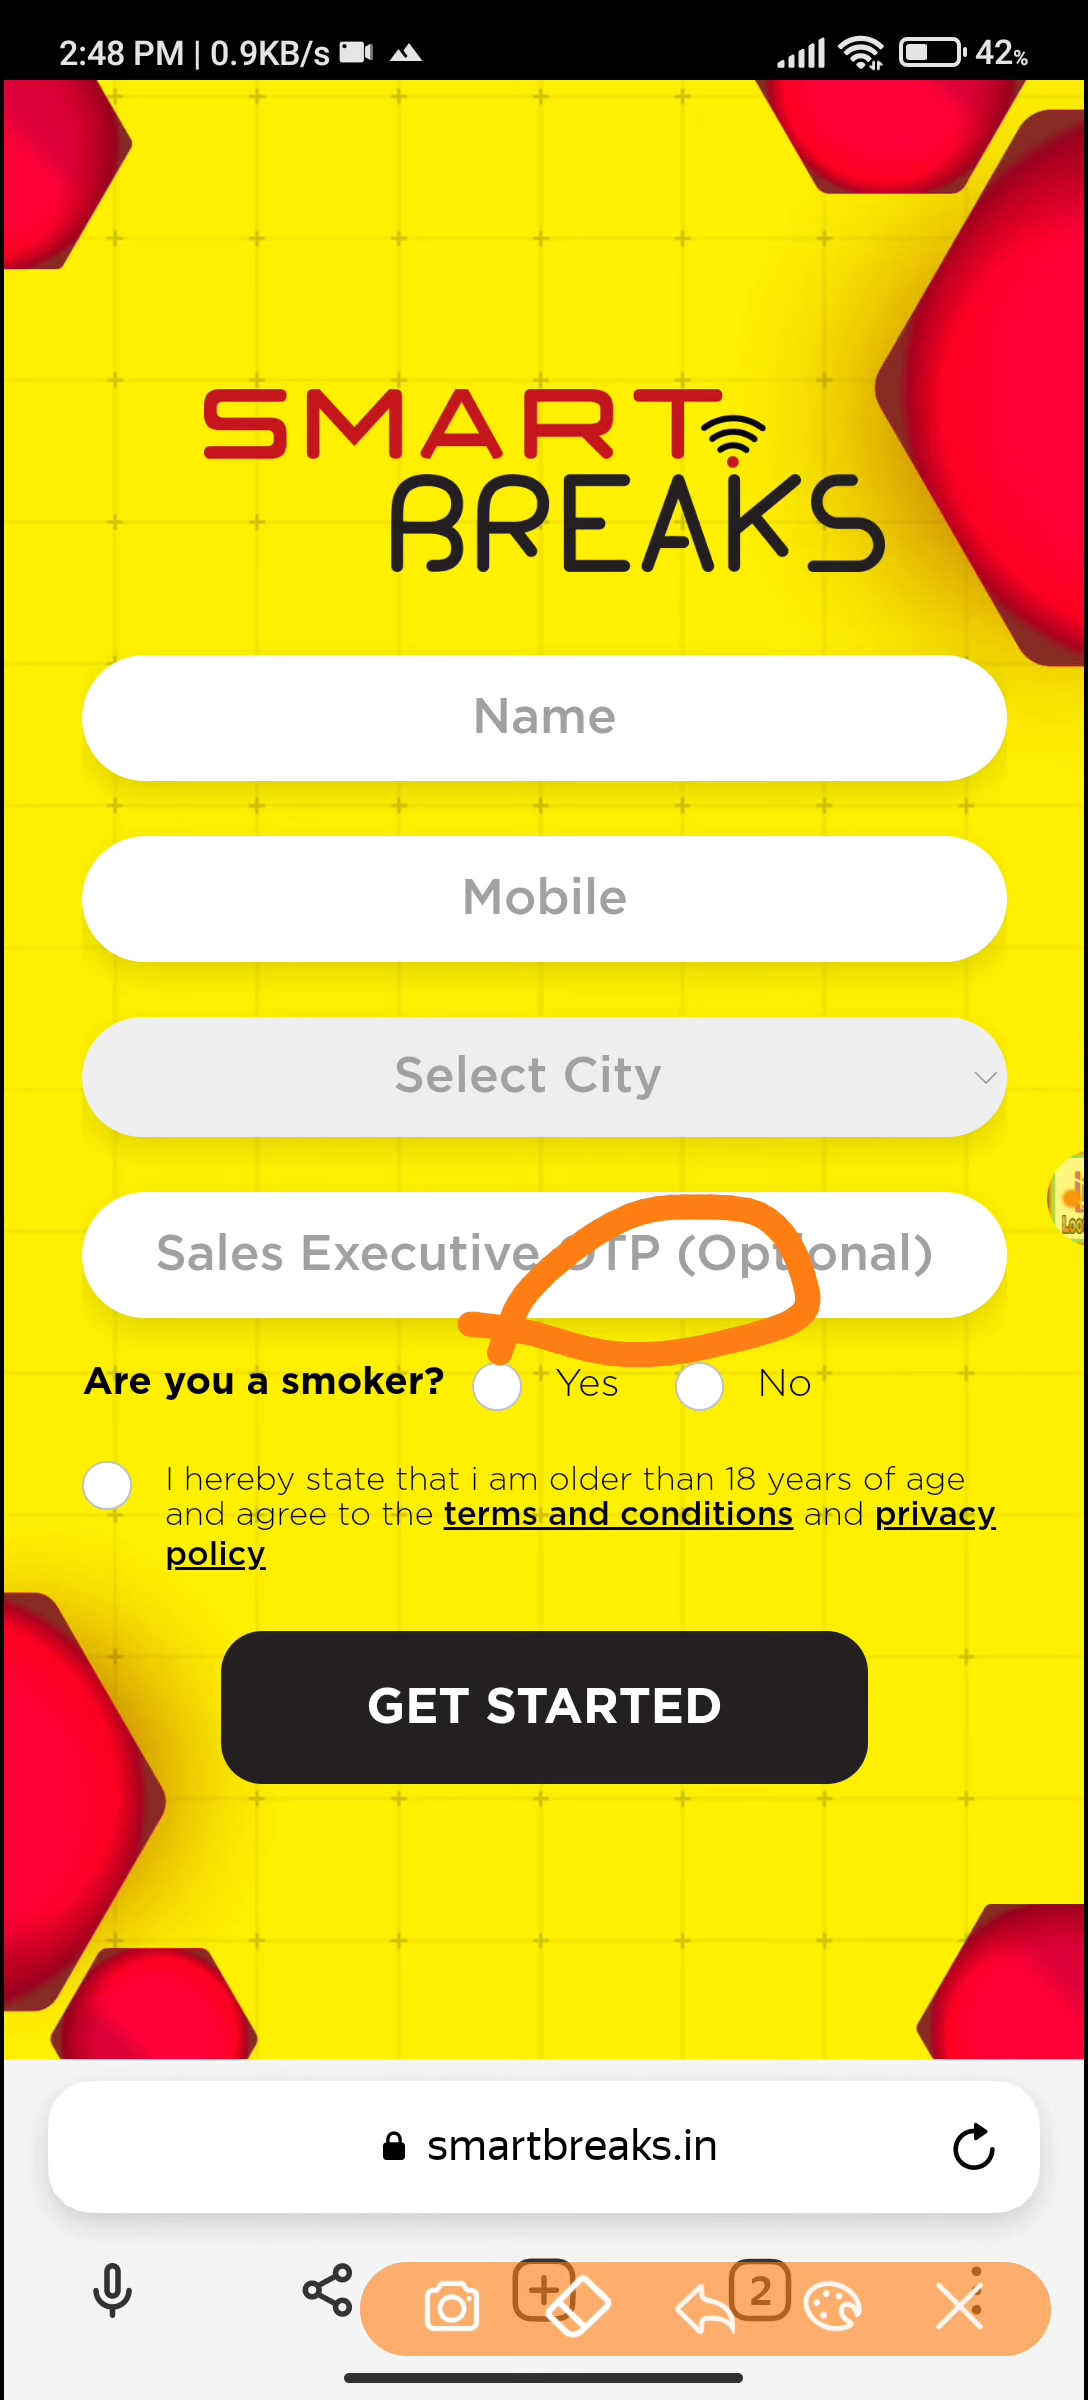 2:48 PM | 0.9KB/s 42%
SMART
BREAKS
Name
Mobile
Select City
Sales Executive OTP (Optional)
Are you a smoker? Yes No
I hereby state that i am older than 18 years of age
and agree to the terms and conditions and privacy
policy
GET STARTED
smartbreaks.in
2